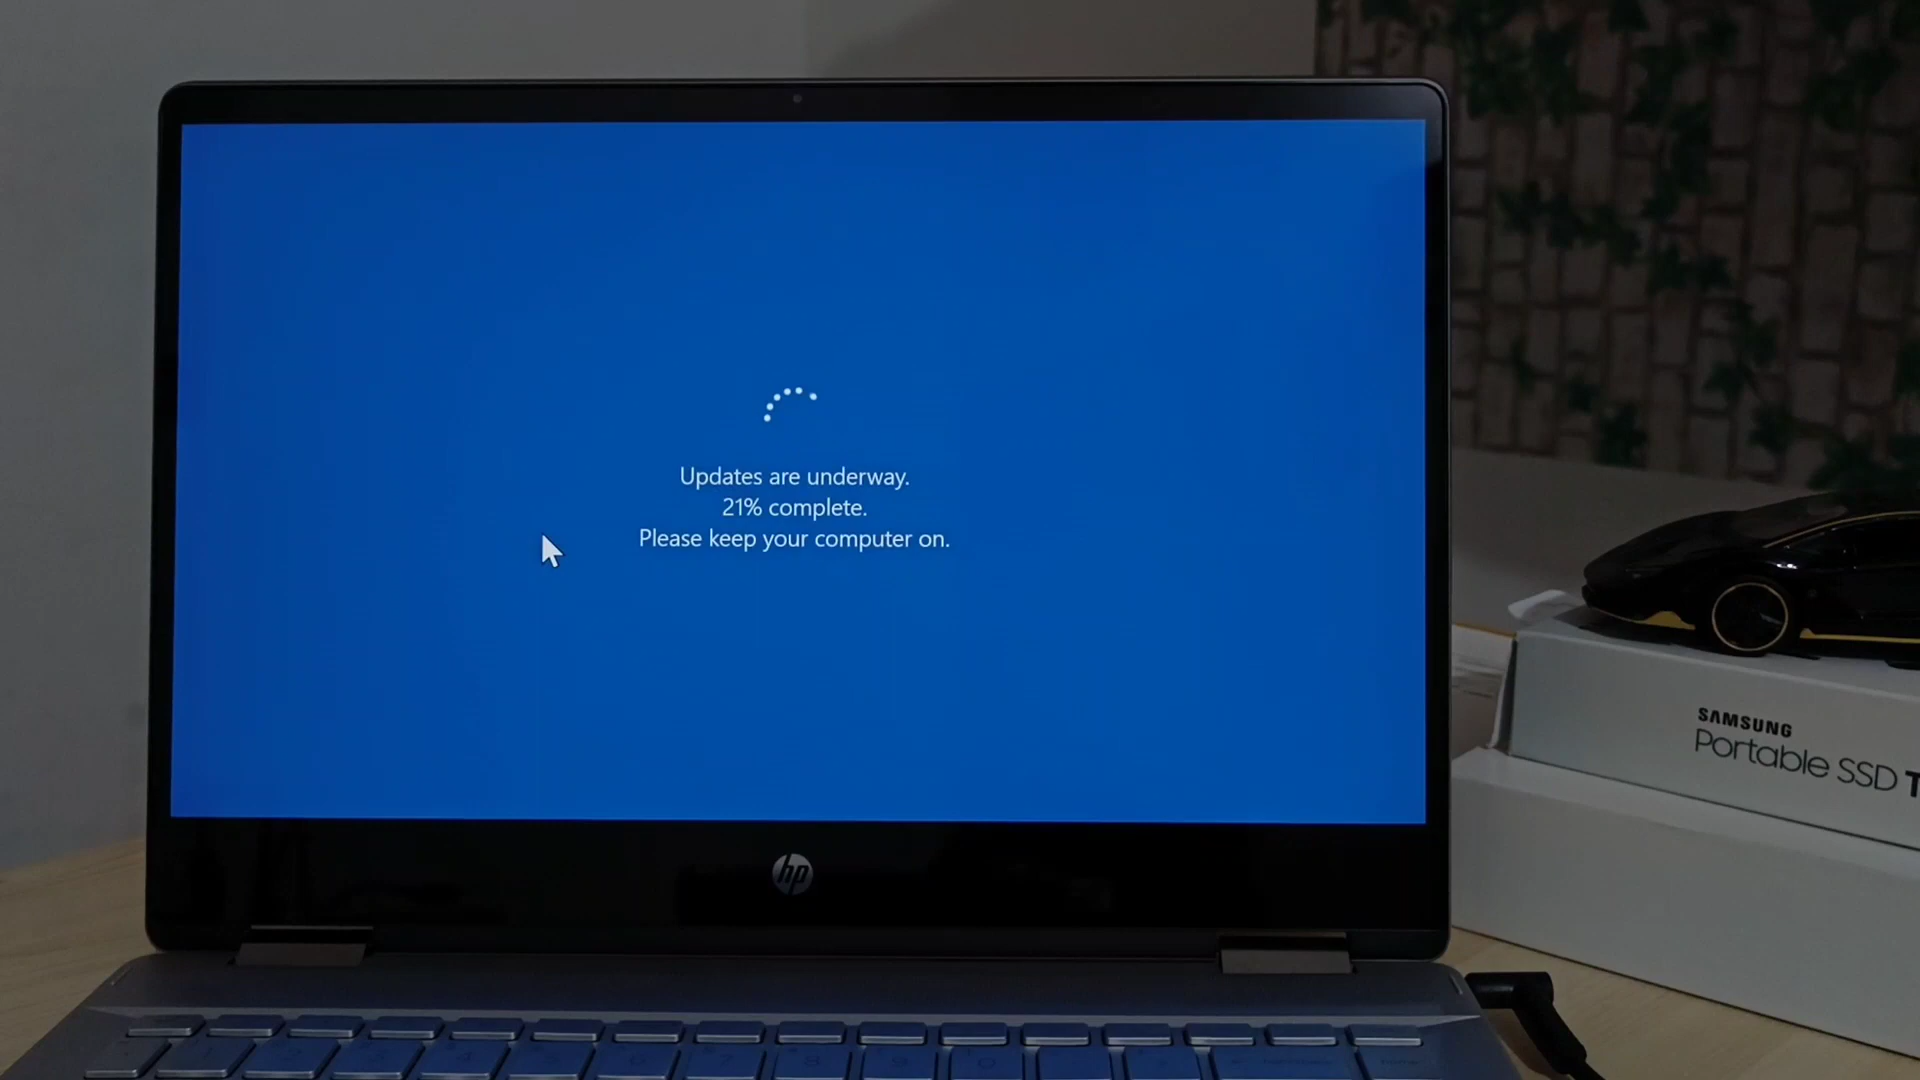 Updates are underway.
21% complete.
Please keep your computer on.
hp
SAMSUNG
Portable SSD